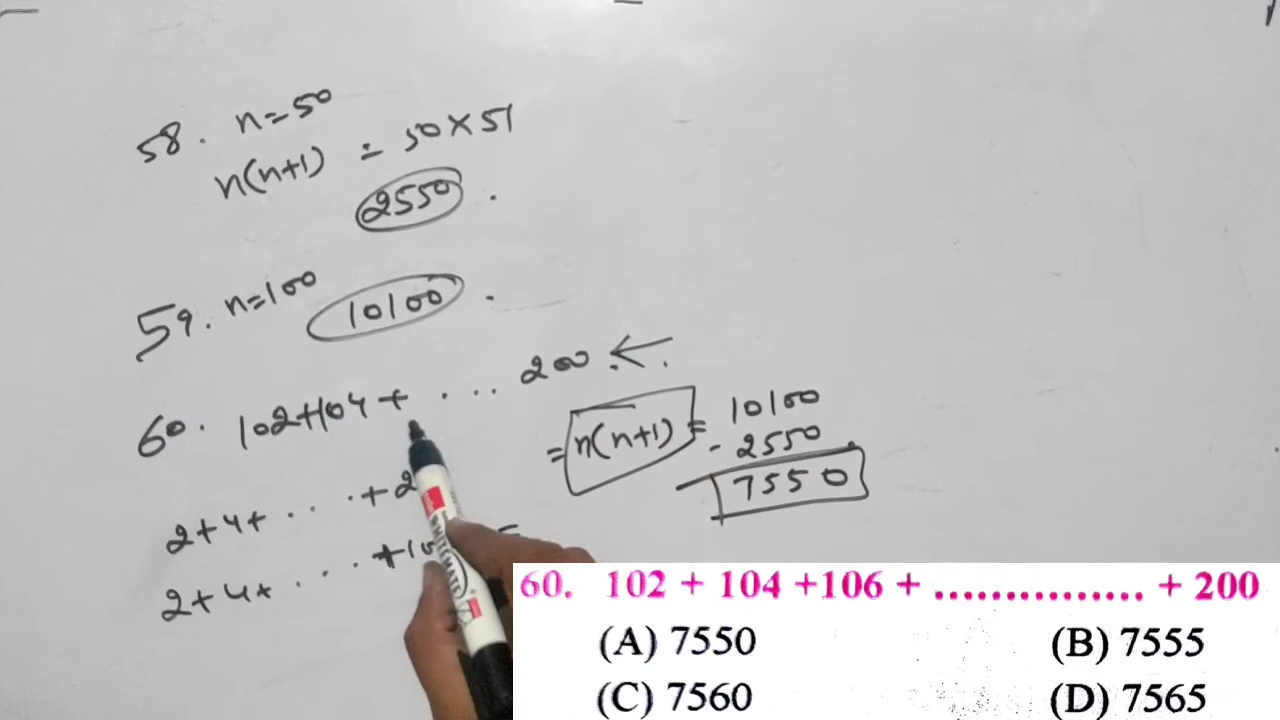 58. n=50
n(n+1) = 50×51
2550.
59. n=100 10100.
60. 102+104+ .... 200.←.
= n(n+1) = 10100
- 2550
7550
2+4+ ... .+2
2+4+ ... .+10 =
WHITEMATE
60. 102 + 104 +106 + ............... + 200
(A) 7550 (B) 7555
(C) 7560 (D) 7565